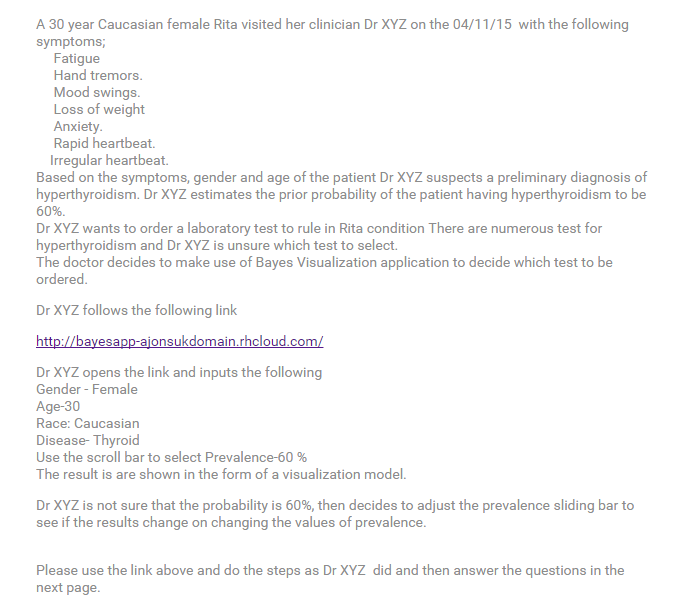 A 30 year Caucasian female Rita visited her clinician Dr XYZ on the 04/11/15 with the following
symptoms;
Fatigue
Hand tremors.
Mood swings.
Loss of weight
Anxiety.
Rapid heartbeat.
Irregular heartbeat.
Based on the symptoms, gender and age of the patient Dr XYZ suspects a preliminary diagnosis of
hyperthyroidism. Dr XYZ estimates the prior probability of the patient having hyperthyroidism to be
60%.
Dr XYZ wants to order a laboratory test to rule in Rita condition There are numerous test for
hyperthyroidism and Dr XYZ is unsure which test to select.
The doctor decides to make use of Bayes Visualization application to decide which test to be
ordered.
Dr XYZ follows the following link
http://bayesapp-ajonsukdomain.rhcloud.com/
Dr XYZ opens the link and inputs the following
Gender - Female
Age-30
Race: Caucasian
Disease- Thyroid
Use the scroll bar to select Prevalence-60 %
The result is are shown in the form of a visualization model.
Dr XYZ is not sure that the probability is 60%, then decides to adjust the prevalence sliding bar to
see if the results change on changing the values of prevalence.
Please use the link above and do the steps as Dr XYZ did and then answer the questions in the
next page.